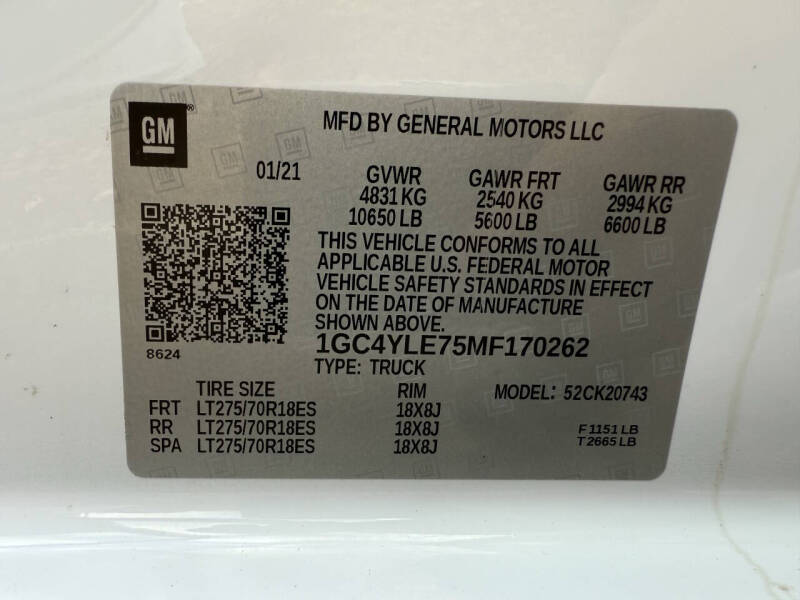 GM®
MFD BY GENERAL MOTORS LLC
01/21
GVWR GAWR FRT GAWR RR
4831 KG 2540 KG 2994 KG
10650 LB 5600 LB 6600 LB
THIS VEHICLE CONFORMS TO ALL
APPLICABLE U.S. FEDERAL MOTOR
VEHICLE SAFETY STANDARDS IN EFFECT
ON THE DATE OF MANUFACTURE
SHOWN ABOVE.
8624
1GC4YLE75MF170262
TYPE: TRUCK
TIRE SIZE RIM MODEL: 52CK20743
FRT LT275/70R18ES 18X8J
RR LT275/70R18ES 18X8J F 1151 LB
SPA LT275/70R18ES 18X8J T 2665 LB